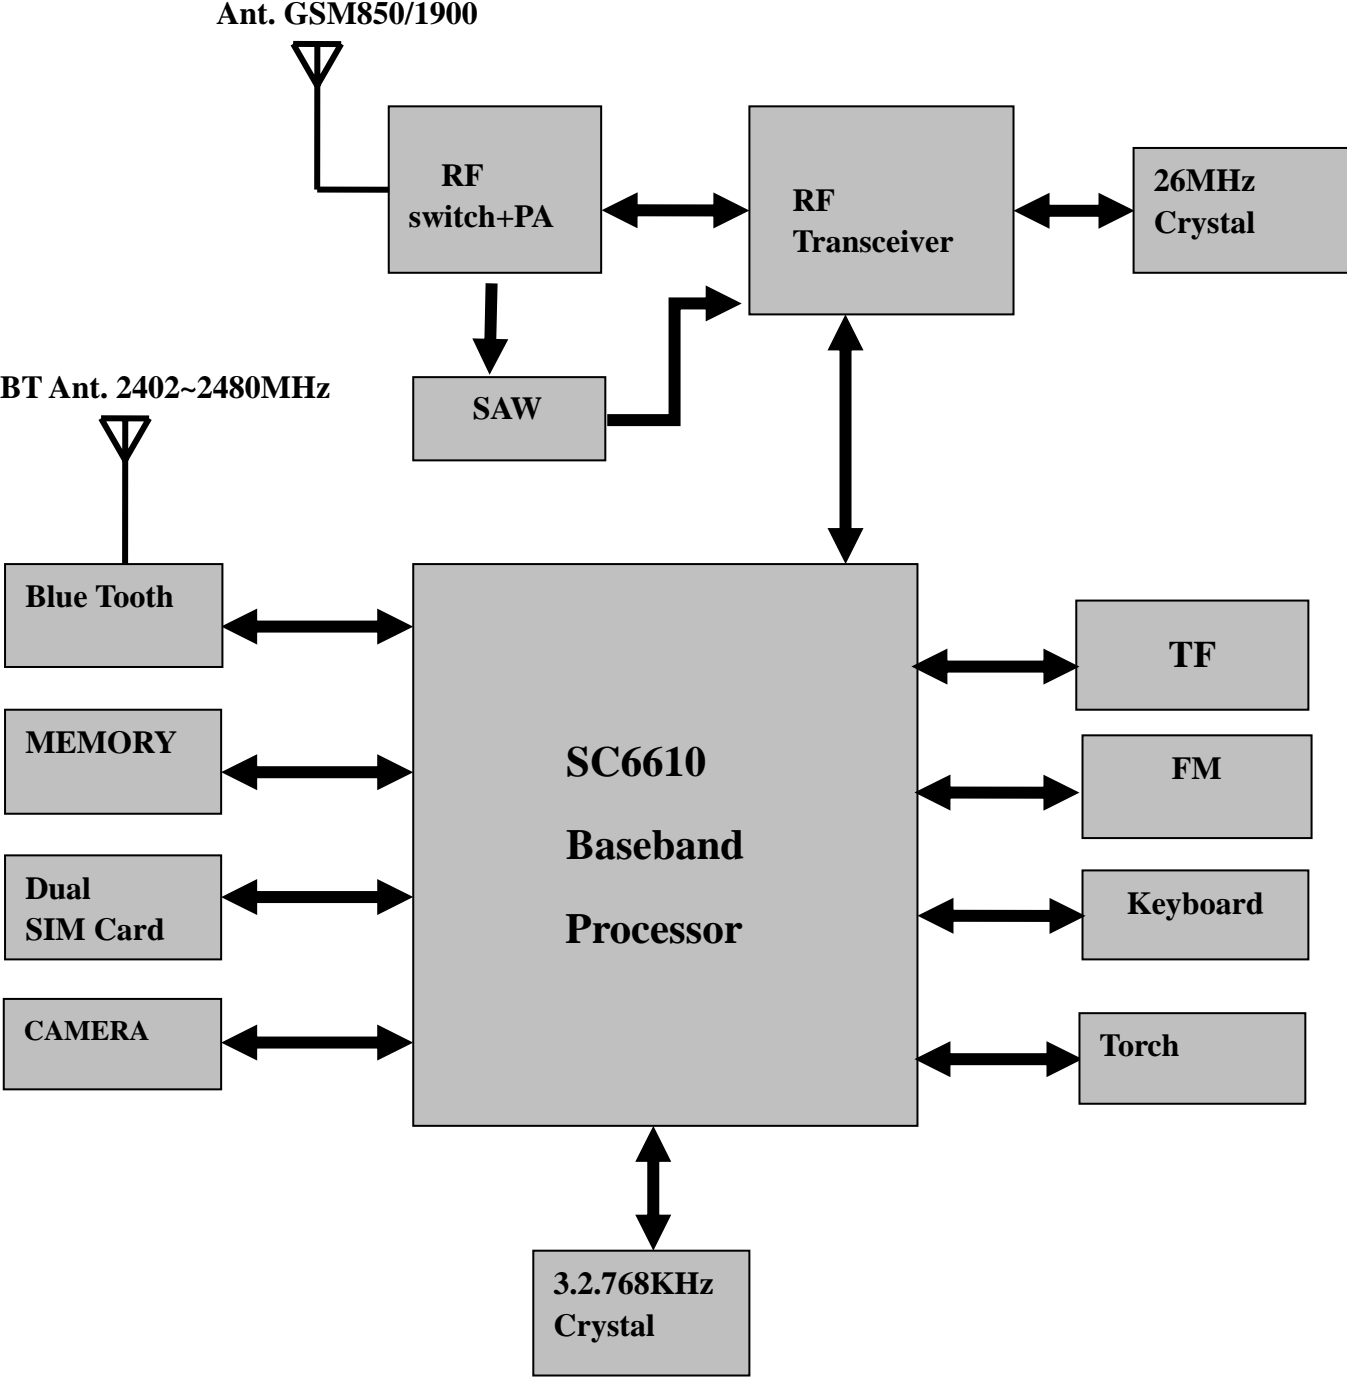 Ant. GSM850/1900
RF
switch+PA
RF
Transceiver
26MHz
Crystal
SAW
BT Ant. 2402~2480MHz
Blue Tooth
MEMORY
Dual
SIM Card
CAMERA
SC6610
Baseband
Processor
TF
FM
Keyboard
Torch
3.2.768KHz
Crystal